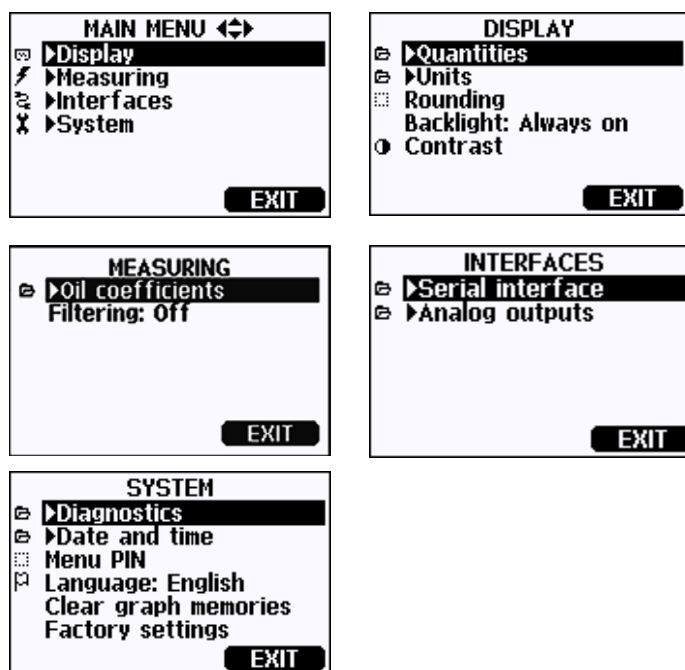 MAIN MENU
▶Display
▶Measuring
▶Interfaces
▶System
EXIT
DISPLAY
▶Quantities
▶Units
Rounding
Backlight: Always on
Contrast
EXIT
MEASURING
▶Oil coefficients
Filtering: Off
EXIT
INTERFACES
▶Serial interface
▶Analog outputs
EXIT
SYSTEM
▶Diagnostics
▶Date and time
Menu PIN
Language: English
Clear graph memories
Factory settings
EXIT